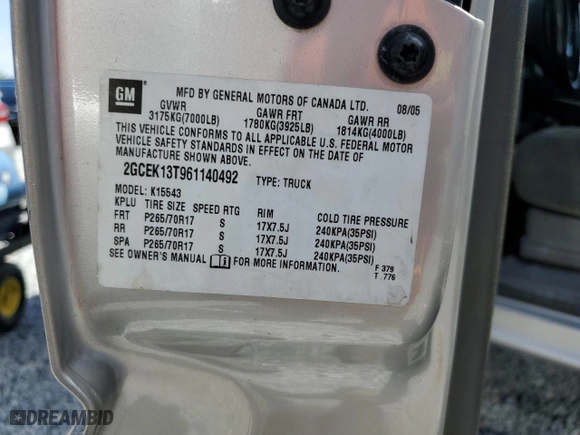 GM
MFD BY GENERAL MOTORS OF CANADA LTD. 08/05
GVWR GAWR FRT GAWR RR
3175KG(7000LB) 1780KG(3925LB) 1814KG(4000LB)
THIS VEHICLE CONFORMS TO ALL APPLICABLE U.S. FEDERAL MOTOR
VEHICLE SAFETY STANDARDS IN EFFECT ON THE DATE OF
MANUFACTURE SHOWN ABOVE.
2GCEK13T961140492 TYPE: TRUCK
MODEL: K15543
KPLU TIRE SIZE SPEED RTG RIM COLD TIRE PRESSURE
FRT P265/70R17 S 17X7.5J 240KPA(35PSI)
RR P265/70R17 S 17X7.5J 240KPA(35PSI)
SPA P265/70R17 S 17X7.5J 240KPA(35PSI)
SEE OWNER'S MANUAL FOR MORE INFORMATION.
F 379
T 776
DREAMBID